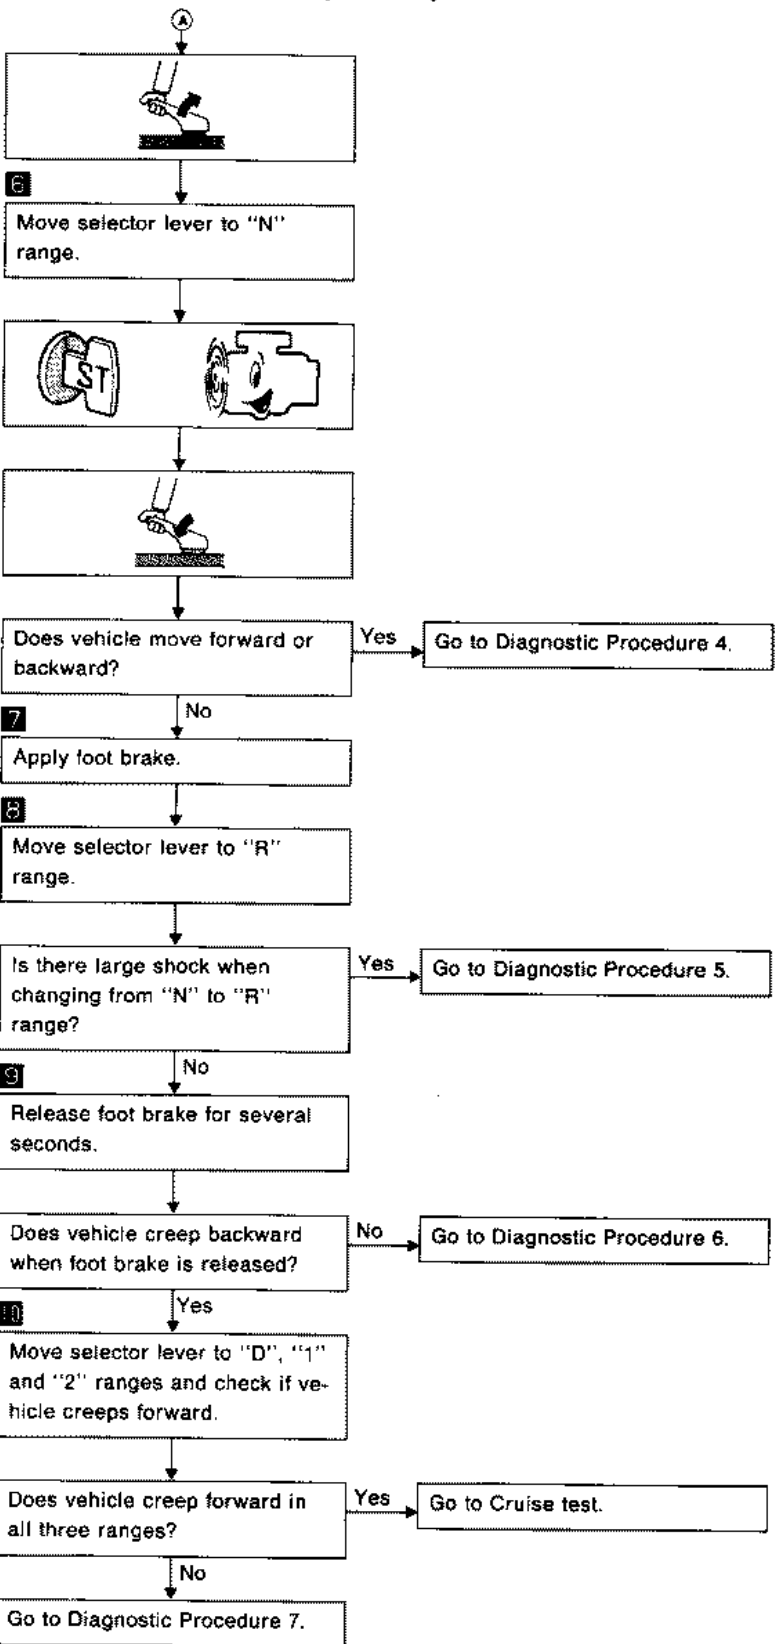 A
6
Move selector lever to "N"
range.
ST
Does vehicle move forward or
backward?
Yes
Go to Diagnostic Procedure 4.
No
7
Apply foot brake.
8
Move selector lever to "R"
range.
Is there large shock when
changing from "N" to "R"
range?
Yes
Go to Diagnostic Procedure 5.
No
9
Release foot brake for several
seconds.
Does vehicle creep backward
when foot brake is released?
No
Go to Diagnostic Procedure 6.
Yes
10
Move selector lever to "D", "1"
and "2" ranges and check if ve-
hicle creeps forward.
Does vehicle creep forward in
all three ranges?
Yes
Go to Cruise test.
No
Go to Diagnostic Procedure 7.